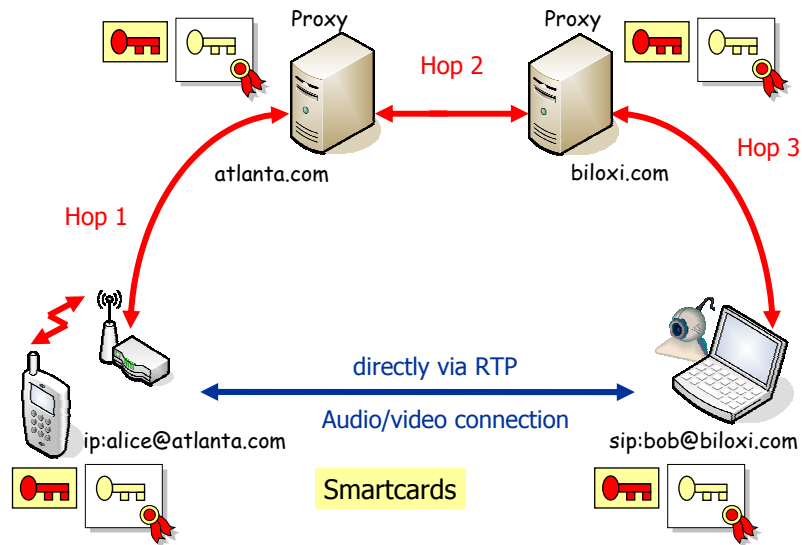 Proxy
Proxy
Hop 2
Hop 3
atlanta.com
biloxi.com
Hop 1
directly via RTP
Audio/video connection
ip:alice@atlanta.com
sip:bob@biloxi.com
Smartcards